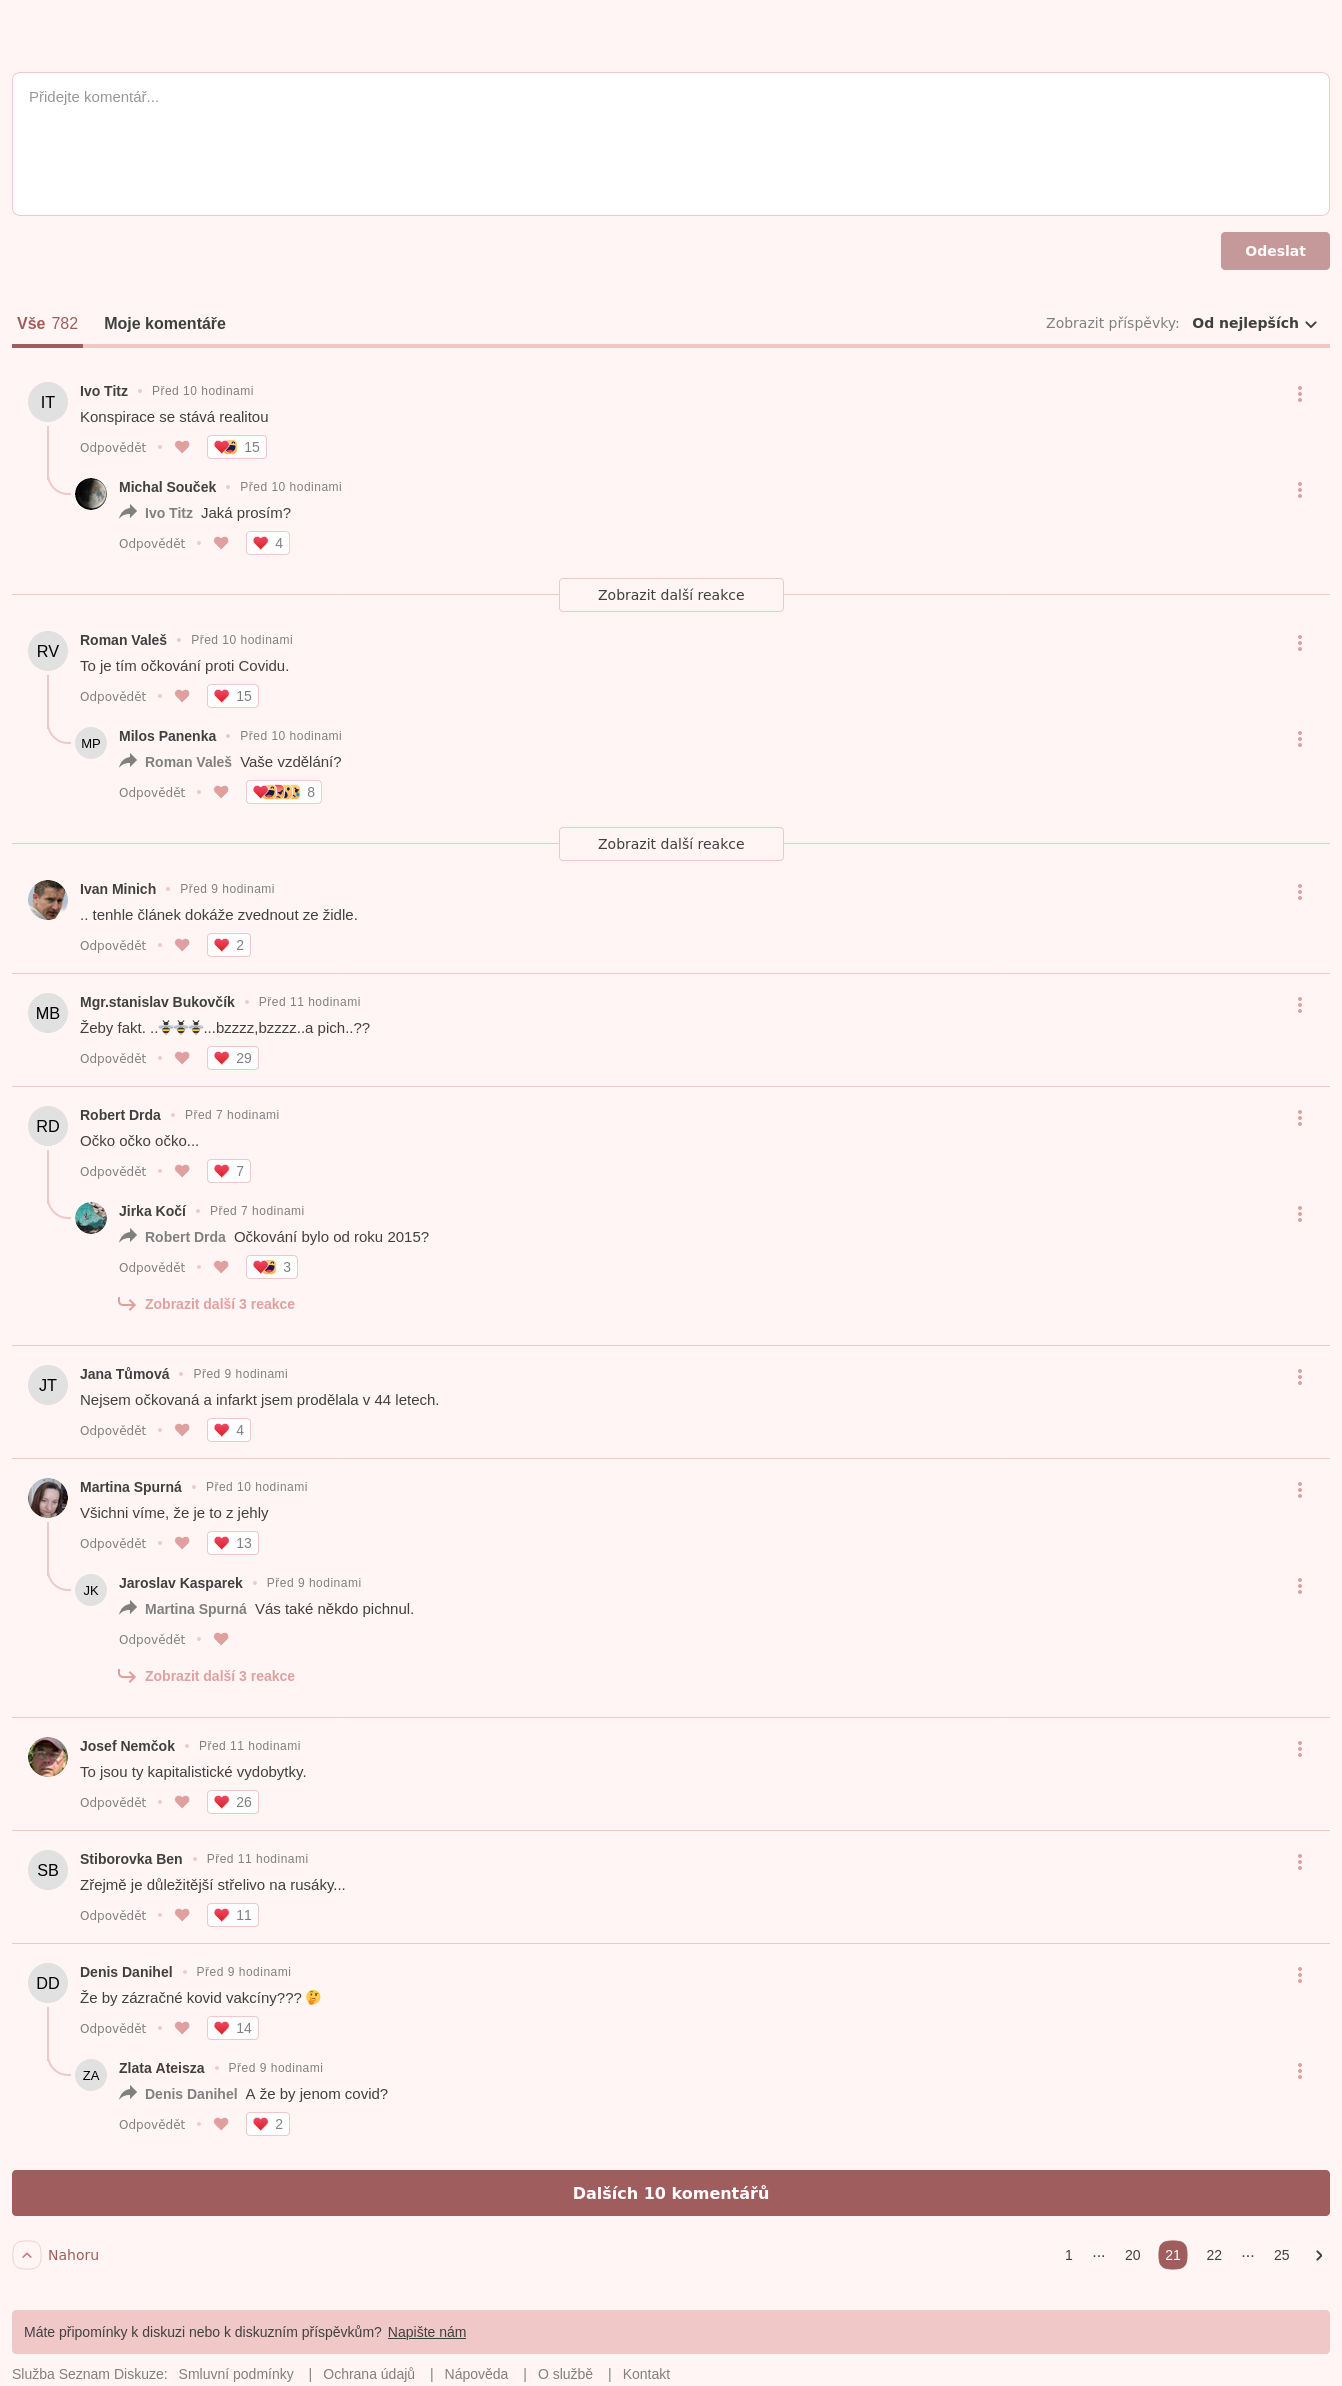 Přidejte komentář...
Odeslat
Vše 782 Moje komentáře Zobrazit příspěvky: Od nejlepších
IT Ivo Titz • Před 10 hodinami
Konspirace se stává realitou
Odpovědět • 15
Michal Souček • Před 10 hodinami
Ivo Titz Jaká prosím?
Odpovědět • 4
Zobrazit další reakce
RV Roman Valeš • Před 10 hodinami
To je tím očkování proti Covidu.
Odpovědět • 15
MP Milos Panenka • Před 10 hodinami
Roman Valeš Vaše vzdělání?
Odpovědět • 8
Zobrazit další reakce
Ivan Minich • Před 9 hodinami
.. tenhle článek dokáže zvednout ze židle.
Odpovědět • 2
MB Mgr.stanislav Bukovčík • Před 11 hodinami
Žeby fakt. ..🐝🐝🐝...bzzzz,bzzzz..a pich..??
Odpovědět • 29
RD Robert Drda • Před 7 hodinami
Očko očko očko...
Odpovědět • 7
Jirka Kočí • Před 7 hodinami
Robert Drda Očkování bylo od roku 2015?
Odpovědět • 3
Zobrazit další 3 reakce
JT Jana Tůmová • Před 9 hodinami
Nejsem očkovaná a infarkt jsem prodělala v 44 letech.
Odpovědět • 4
Martina Spurná • Před 10 hodinami
Všichni víme, že je to z jehly
Odpovědět • 13
JK Jaroslav Kasparek • Před 9 hodinami
Martina Spurná Vás také někdo pichnul.
Odpovědět •
Zobrazit další 3 reakce
Josef Nemčok • Před 11 hodinami
To jsou ty kapitalistické vydobytky.
Odpovědět • 26
SB Stiborovka Ben • Před 11 hodinami
Zřejmě je důležitější střelivo na rusáky...
Odpovědět • 11
DD Denis Danihel • Před 9 hodinami
Že by zázračné kovid vakcíny??? 🤔
Odpovědět • 14
ZA Zlata Ateisza • Před 9 hodinami
Denis Danihel A že by jenom covid?
Odpovědět • 2
Dalších 10 komentářů
Nahoru 1 ··· 20 21 22 ··· 25
Máte připomínky k diskuzi nebo k diskuzním příspěvkům? Napište nám
Služba Seznam Diskuze: Smluvní podmínky | Ochrana údajů | Nápověda | O službě | Kontakt